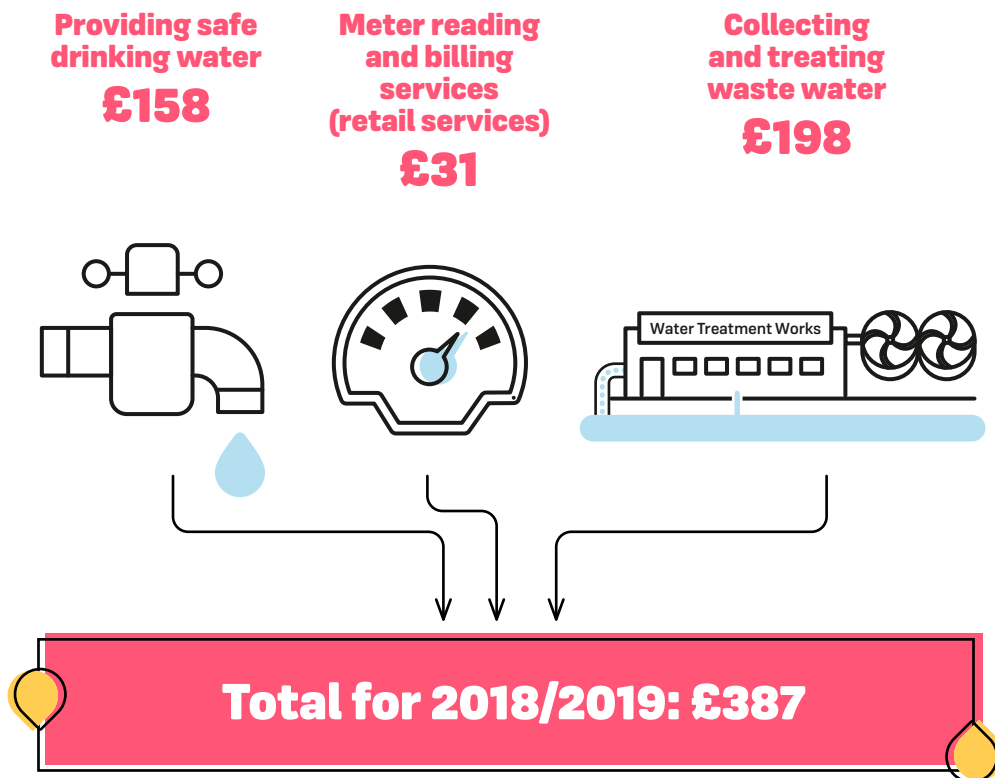 Providing safe
drinking water
£158
Meter reading
and billing
services
(retail services)
£31
Collecting
and treating
waste water
£198
Water Treatment Works
Total for 2018/2019: £387